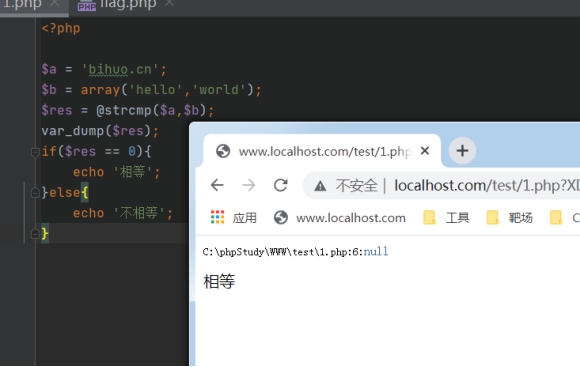 1.php × flag.php ×
<?php
$a = 'bihuo.cn';
$b = array('hello','world');
$res = @strcmp($a,$b);
var_dump($res);
if($res == 0){
echo '相等';
}else{
echo '不相等';
}
www.localhost.com/test/1.php ×
不安全 | localhost.com/test/1.php?XD
应用 www.localhost.com 工具 靶场 C
C:\phpStudy\WWW\test\1.php:6:null
相等